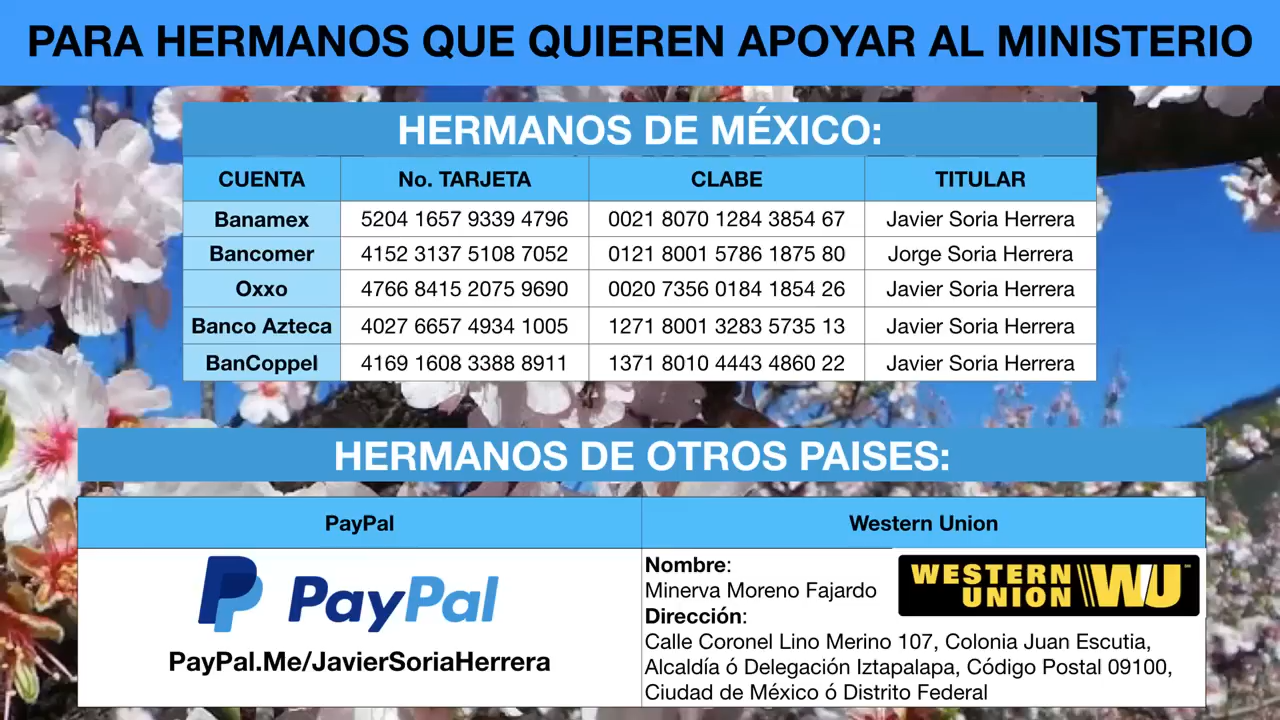 PARA HERMANOS QUE QUIEREN APOYAR AL MINISTERIO
HERMANOS DE MÉXICO:
CUENTA No. TARJETA CLABE TITULAR
Banamex 5204 1657 9339 4796 0021 8070 1284 3854 67 Javier Soria Herrera
Bancomer 4152 3137 5108 7052 0121 8001 5786 1875 80 Jorge Soria Herrera
Oxxo 4766 8415 2075 9690 0020 7356 0184 1854 26 Javier Soria Herrera
Banco Azteca 4027 6657 4934 1005 1271 8001 3283 5735 13 Javier Soria Herrera
BanCoppel 4169 1608 3388 8911 1371 8010 4443 4860 22 Javier Soria Herrera
HERMANOS DE OTROS PAISES:
PayPal Western Union
PayPal
PayPal.Me/JavierSoriaHerrera
Nombre:
Minerva Moreno Fajardo
Dirección:
Calle Coronel Lino Merino 107, Colonia Juan Escutia,
Alcaldía ó Delegación Iztapalapa, Código Postal 09100,
Ciudad de México ó Distrito Federal
WESTERN
UNION WU